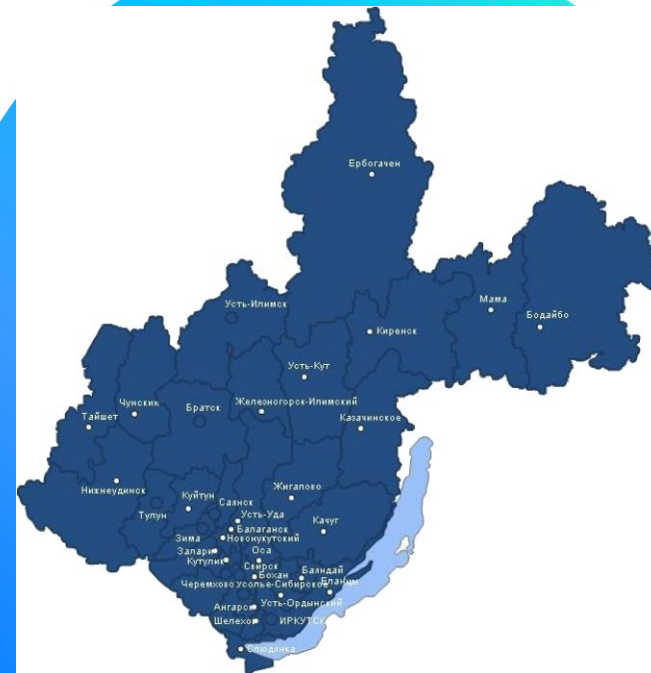 Ербогачен
Мама
Усть-Илимск
Бодайбо
Киренск
Усть-Кут
Чунский
Братск
Железногорск-Илимский
Тайшет
Казачинское
Нижнеудинск
Жигалово
Куйтун
Саянск
Тулун
Усть-Уда
Качуг
Балаганск
Зима
Новонукутский
Залари
Оса
Кутулик
Свирск
Бохан
Баяндай
Черемхово
Усолье-Сибирское
Еланцы
Усть-Ордынский
Ангарск
Шелехов
ИРКУТСК
Слюдянка